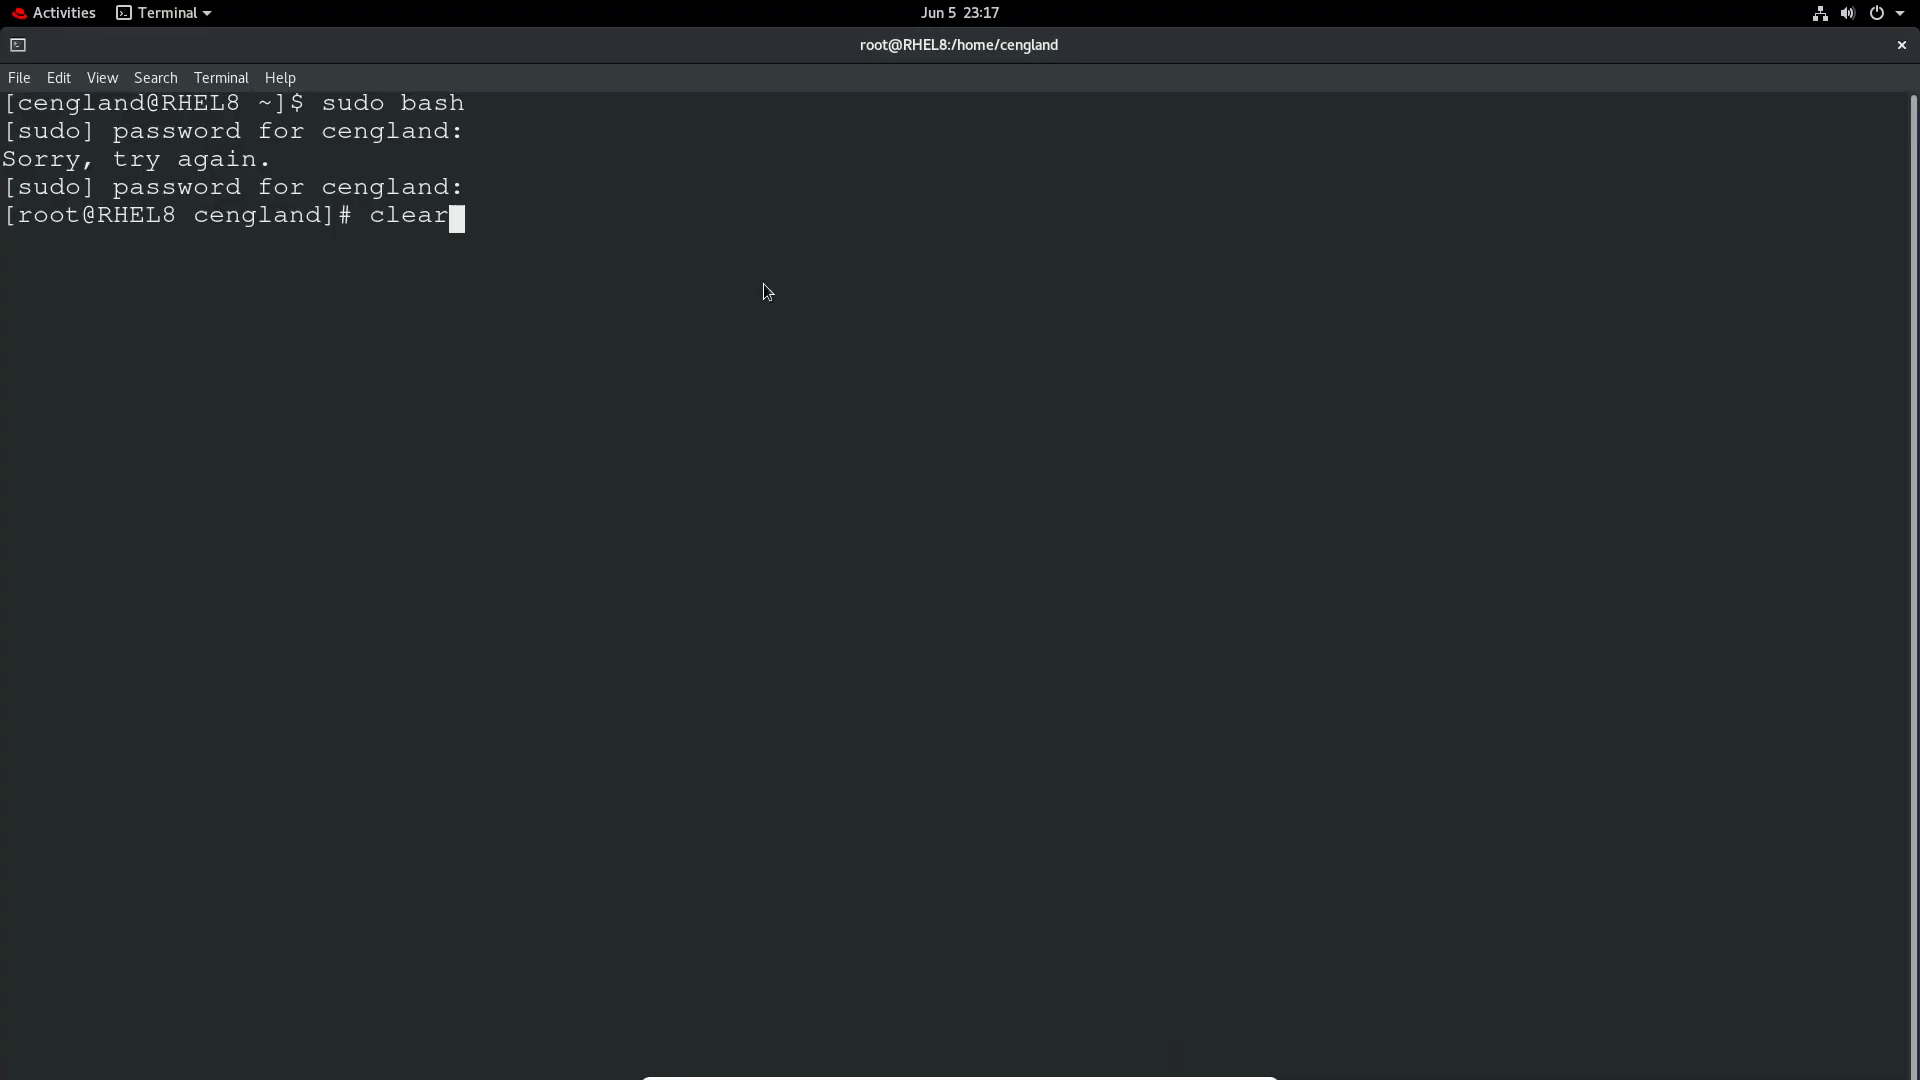 Activities Terminal Jun 5 23:17
root@RHEL8:/home/cengland
File Edit View Search Terminal Help
[cengland@RHEL8 ~]$ sudo bash
[sudo] password for cengland:
Sorry, try again.
[sudo] password for cengland:
[root@RHEL8 cengland]# clear